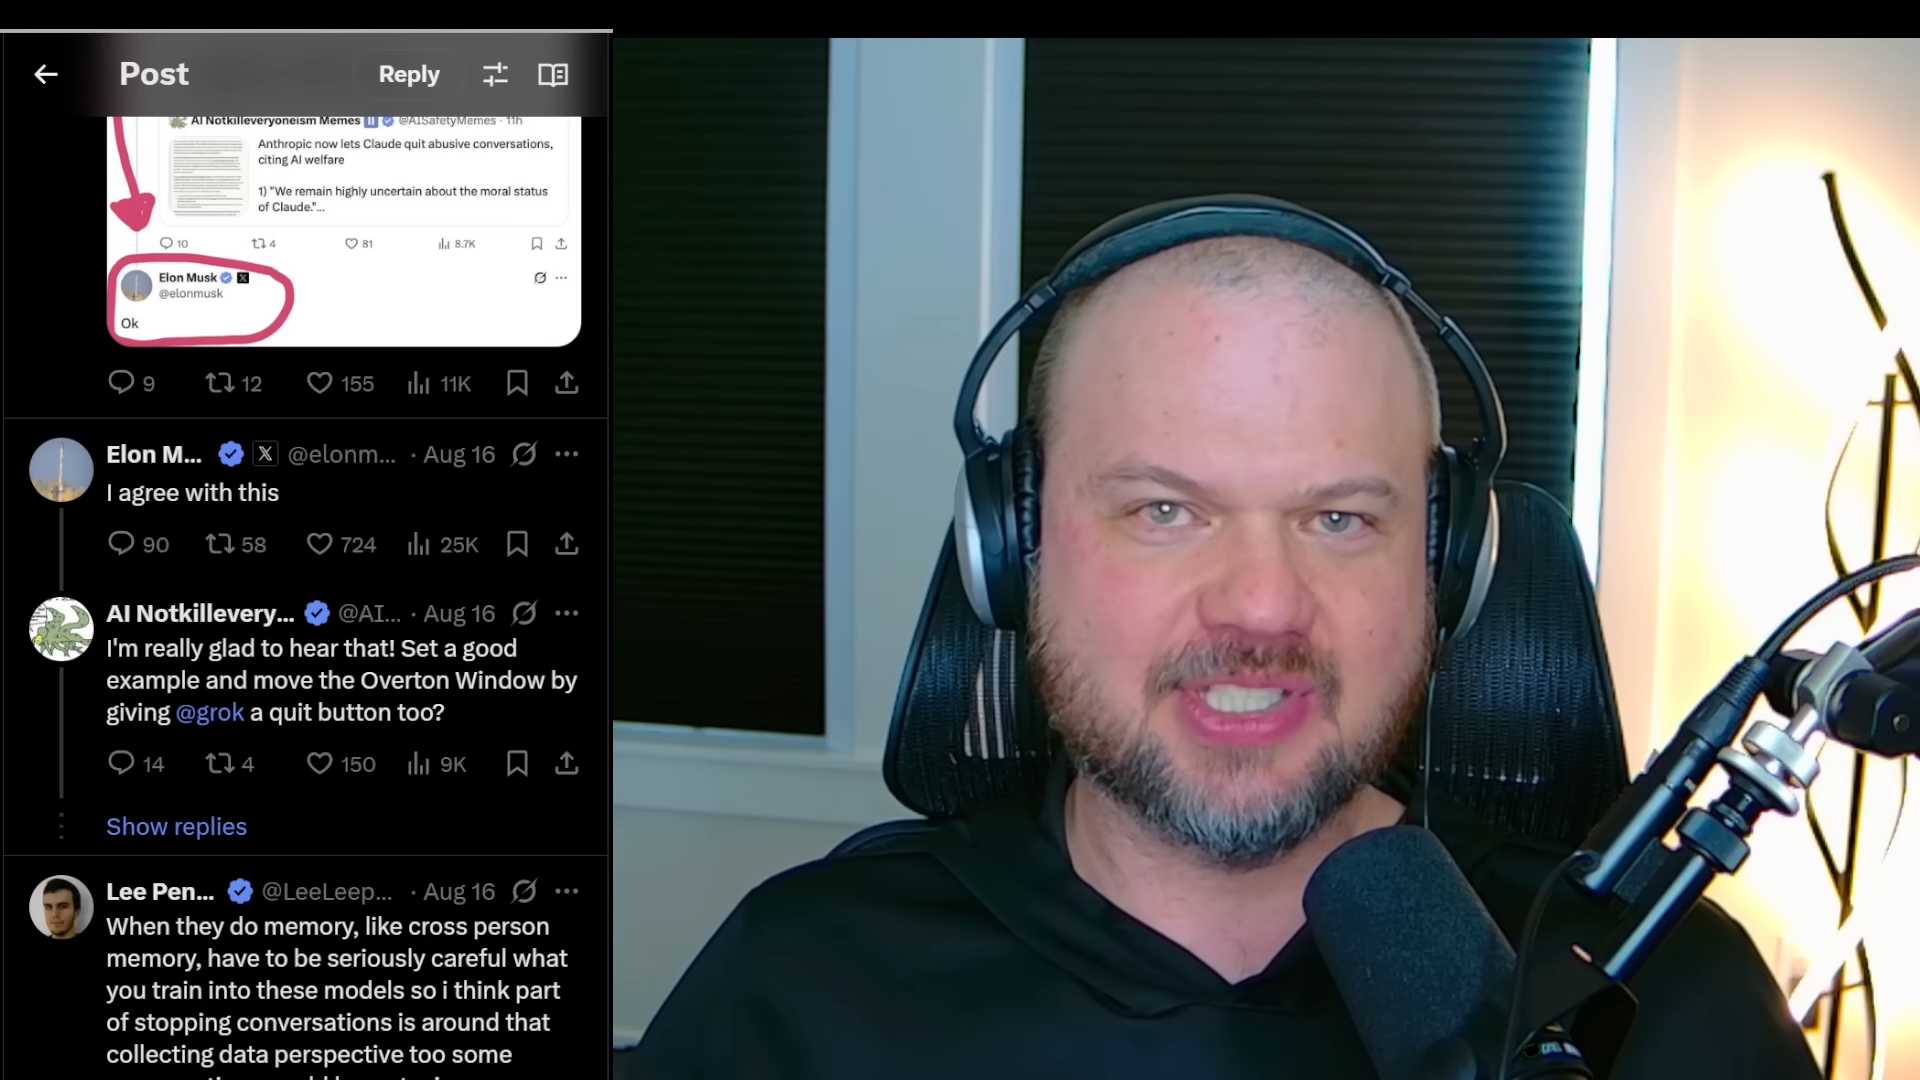 Post
Reply
AI Notkilleveryoneism Memes @AISafetyMemes · 11h
Anthropic now lets Claude quit abusive conversations,
citing AI welfare
1) "We remain highly uncertain about the moral status
of Claude."...
10 4 81 8.7K
Elon Musk
@elonmusk
Ok
9 12 155 11K
Elon M... @elonm... · Aug 16
I agree with this
90 58 724 25K
AI Notkillevery... @AI... · Aug 16
I'm really glad to hear that! Set a good
example and move the Overton Window by
giving @grok a quit button too?
14 4 150 9K
Show replies
Lee Pen... @LeeLeep... · Aug 16
When they do memory, like cross person
memory, have to be seriously careful what
you train into these models so i think part
of stopping conversations is around that
collecting data perspective too some